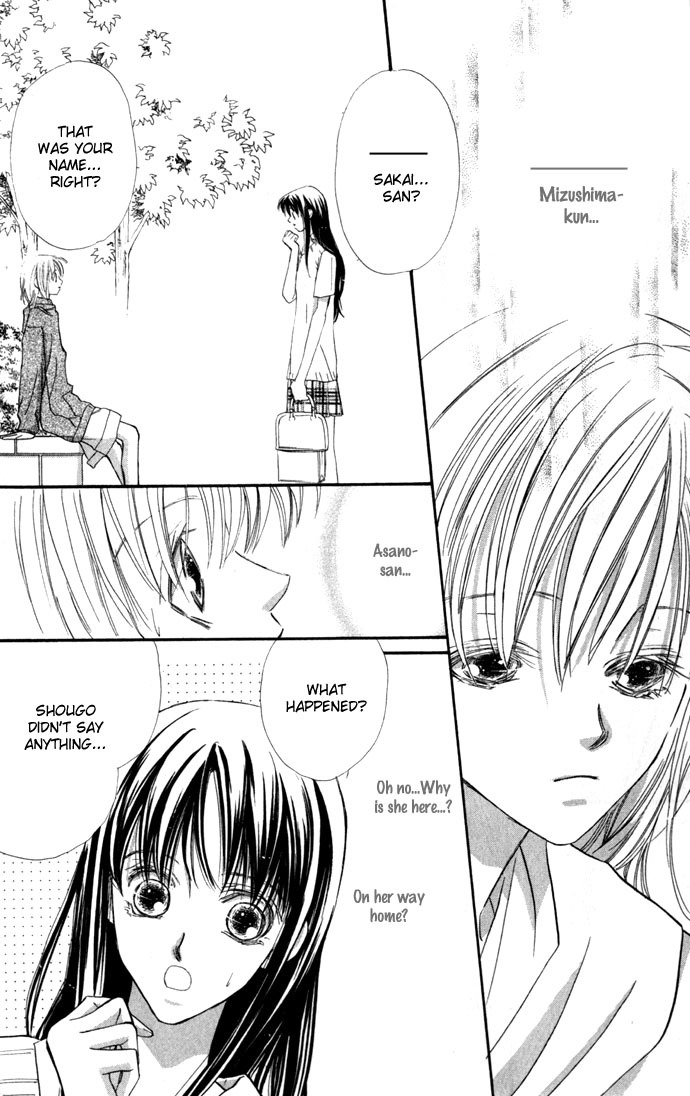 Mizushima-
kun...
SAKAI...
SAN?
THAT
WAS YOUR
NAME...
RIGHT?
Asano-
san...
WHAT
HAPPENED?
SHOUGO
DIDN'T SAY
ANYTHING...
Oh no...Why
is she here...?
On her way
home?